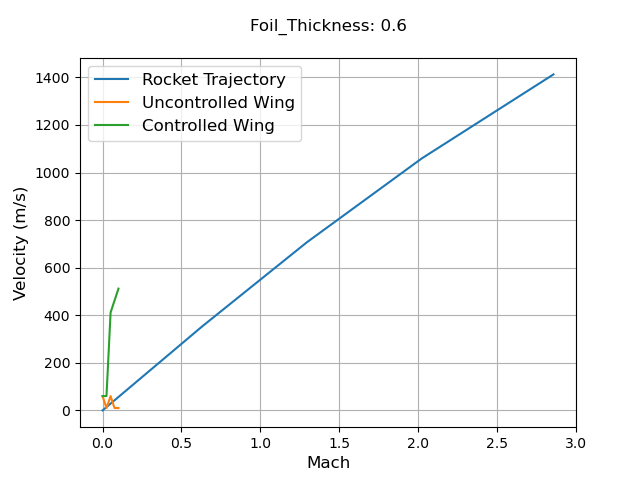 Foil_Thickness: 0.6
Rocket Trajectory
Uncontrolled Wing
Controlled Wing
1400
1200
1000
800
600
400
200
0
Velocity (m/s)
0.0 0.5 1.0 1.5 2.0 2.5 3.0
Mach